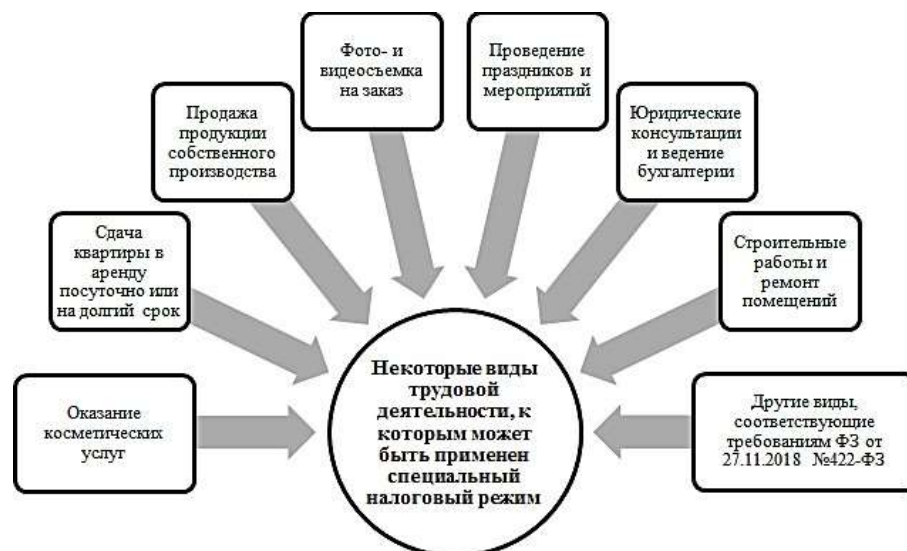 Фото- и
видеосъемка
на заказ
Проведение
праздников и
мероприятий
Продажа
продукции
собственного
производства
Юридические
консультации
и ведение
бухгалтерии
Сдача
квартиры в
аренду
посуточно или
на долгий срок
Строительные
работы и
ремонт
помещений
Оказание
косметических
услуг
Некоторые виды
трудовой
деятельности, к
которым может
быть применен
специальный
налоговый режим
Другие виды,
соответствующие
требованиям ФЗ от
27.11.2018 №422-ФЗ